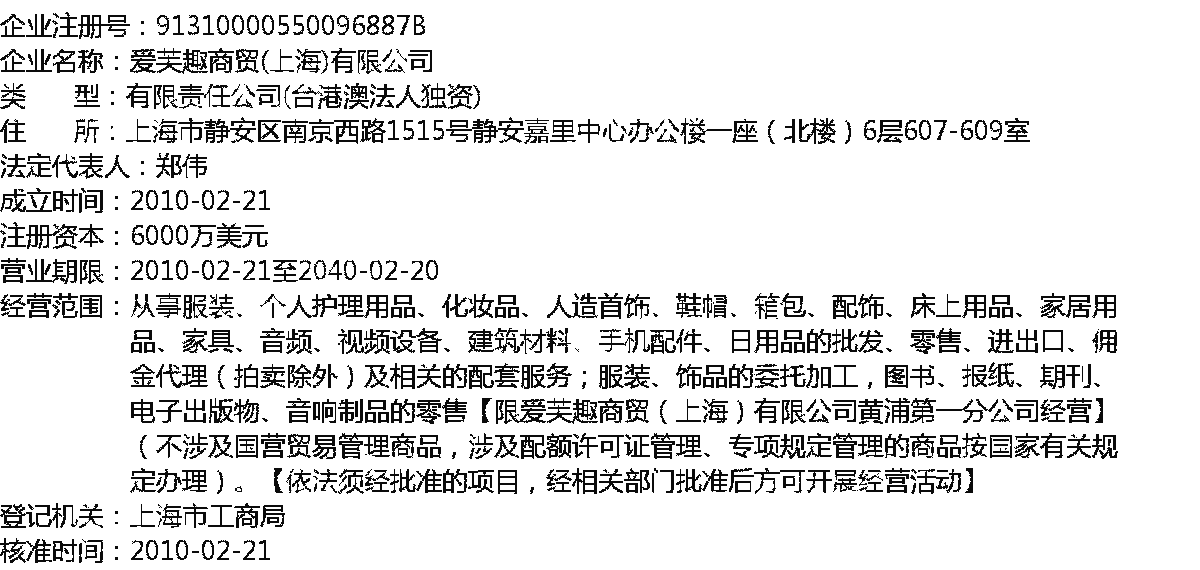 企业注册号：91310000550096887B
企业名称：爱芙趣商贸(上海)有限公司
类 型：有限责任公司(台港澳法人独资)
住 所：上海市静安区南京西路1515号静安嘉里中心办公楼一座（北楼）6层607-609室
法定代表人：郑伟
成立时间：2010-02-21
注册资本：6000万美元
营业期限：2010-02-21至2040-02-20
经营范围：从事服装、个人护理用品、化妆品、人造首饰、鞋帽、箱包、配饰、床上用品、家居用
品、家具、音频、视频设备、建筑材料、手机配件、日用品的批发、零售、进出口、佣
金代理（拍卖除外）及相关的配套服务；服装、饰品的委托加工，图书、报纸、期刊、
电子出版物、音响制品的零售【限爱芙趣商贸（上海）有限公司黄浦第一分公司经营】
（不涉及国营贸易管理商品，涉及配额许可证管理、专项规定管理的商品按国家有关规
定办理）。【依法须经批准的项目，经相关部门批准后方可开展经营活动】
登记机关：上海市工商局
核准时间：2010-02-21